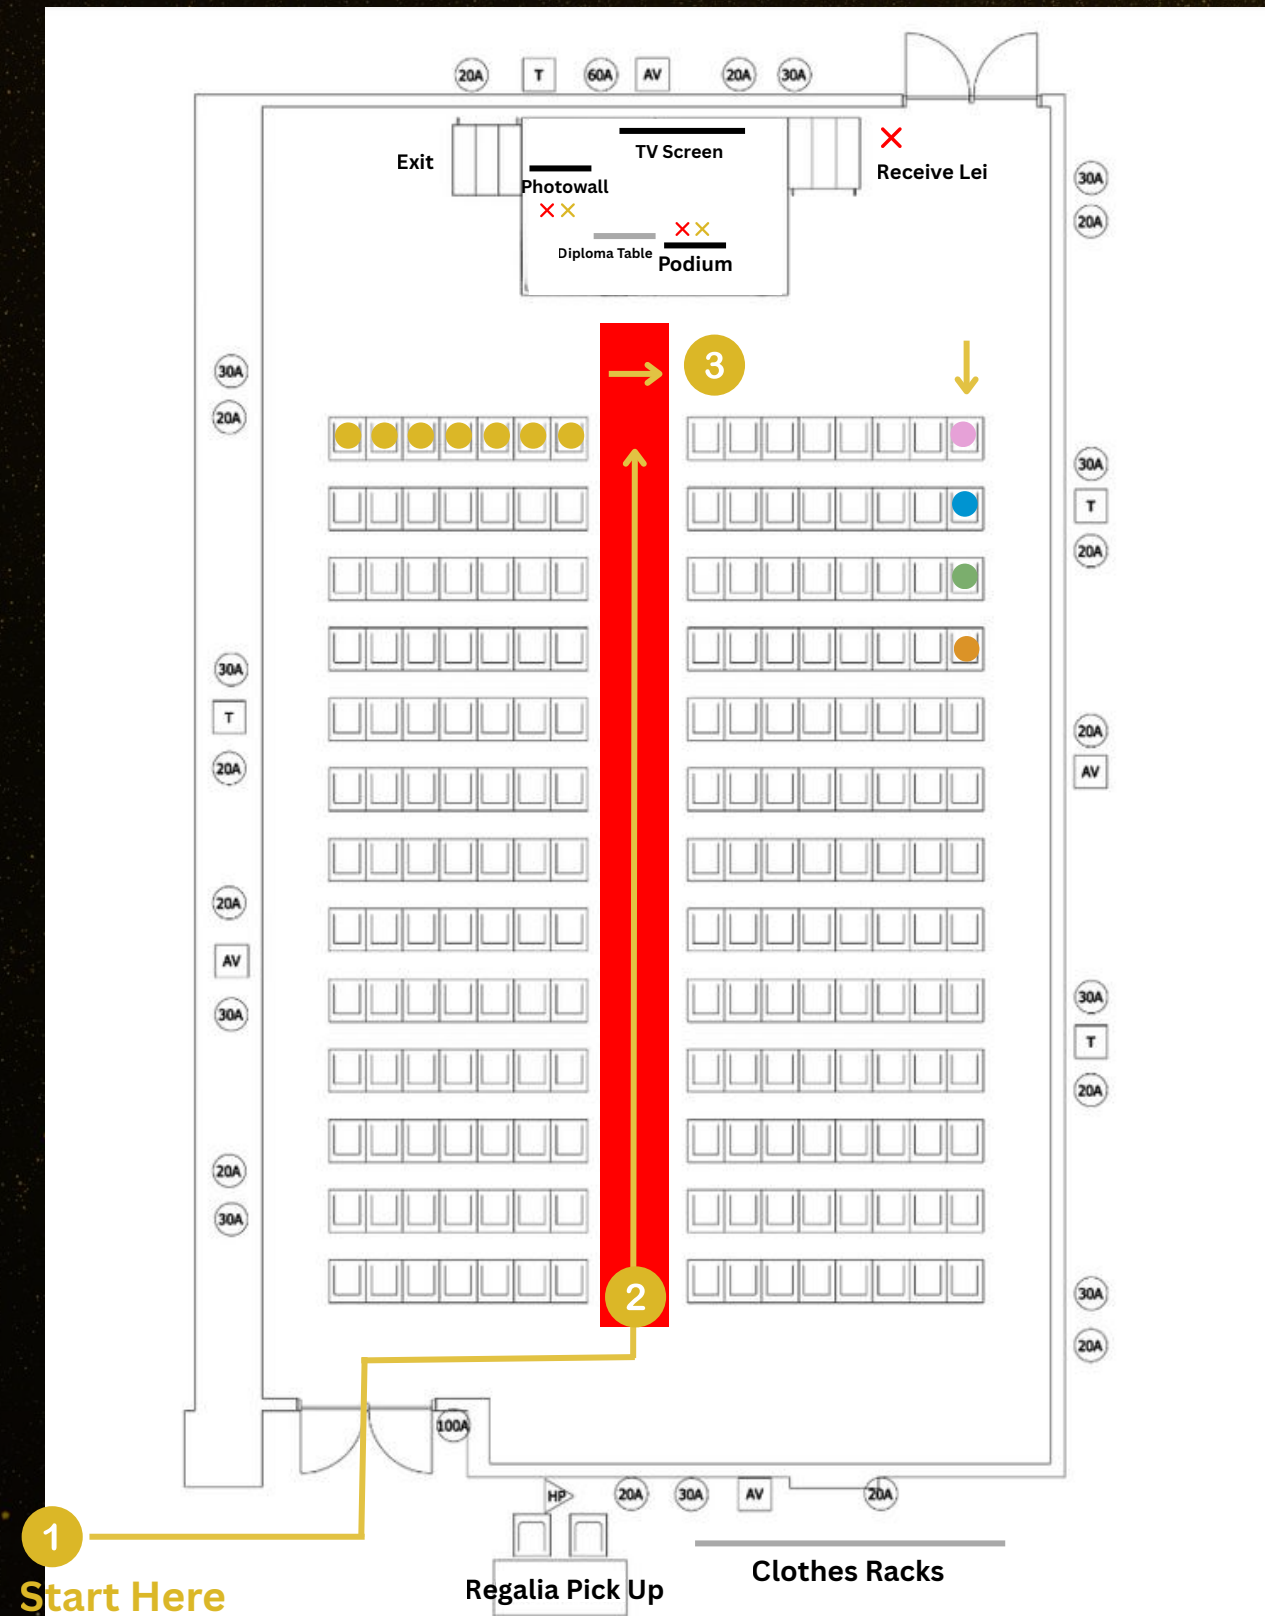 20A T 60A AV 20A 30A
TV Screen
Exit
Receive Lei
Photowall
30A
20A
Diploma Table
Podium
3
30A
20A
30A
T
20A
30A
T
20A
20A
AV
20A
AV
30A
30A
T
20A
20A
30A
2
30A
20A
100A
HP 20A 30A AV 20A
1
Start Here
Regalia Pick Up
Clothes Racks